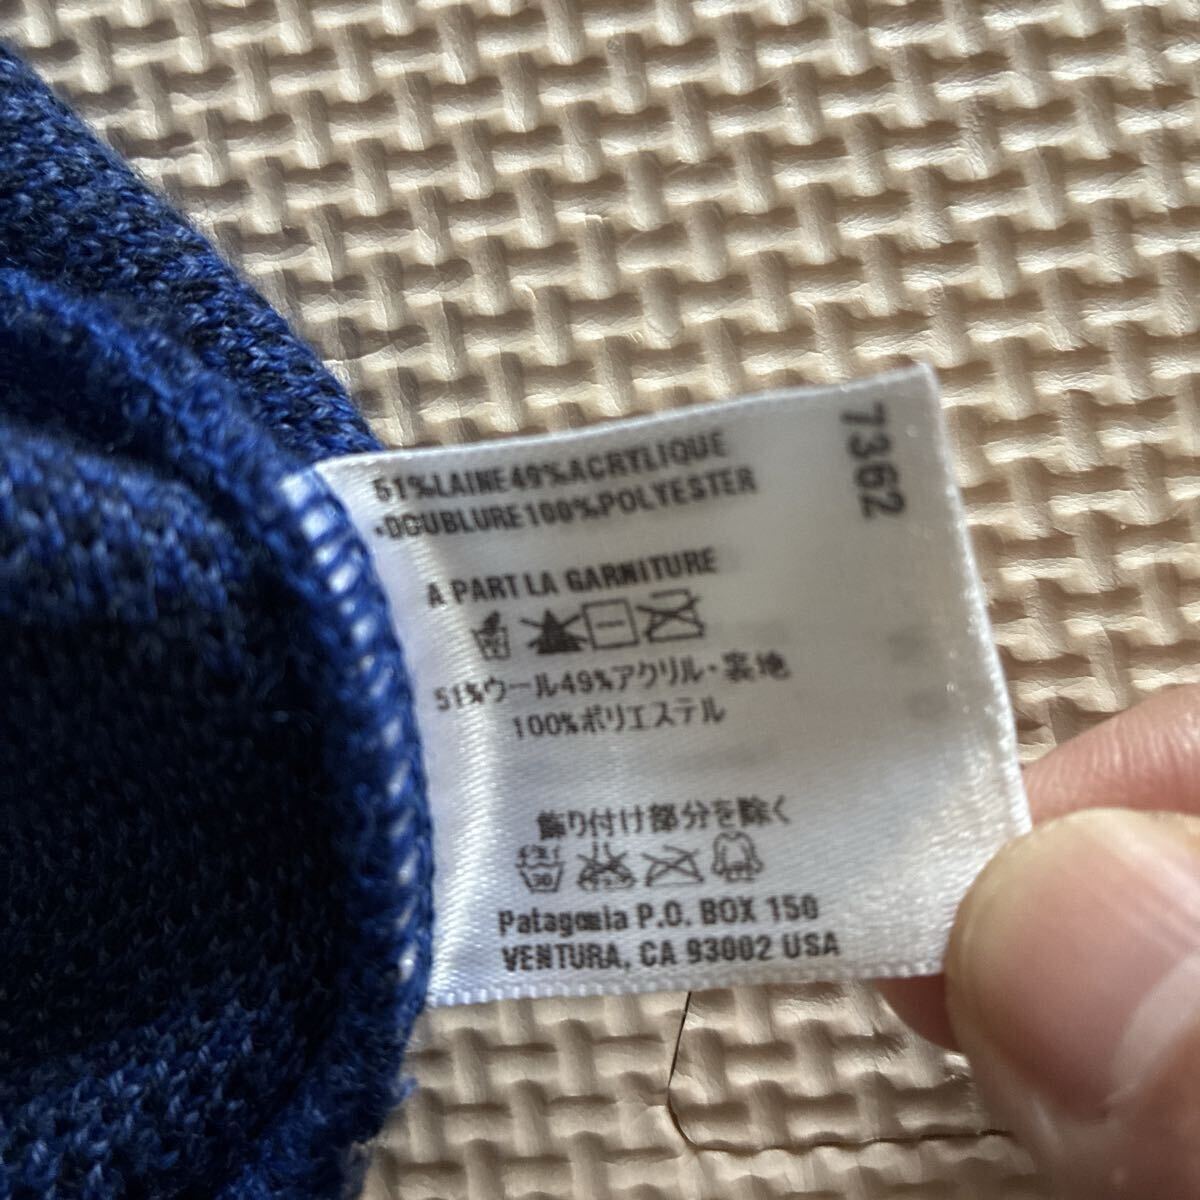 51%LAINE49%ACRYLIQUE
•DOUBLURE100%POLYESTER
A PART LA GARNITURE
51%ウール49%アクリル・裏地
100%ポリエステル
飾り付け部分を除く
Patagonia P.O. BOX 150
VENTURA, CA 93002 USA
7362